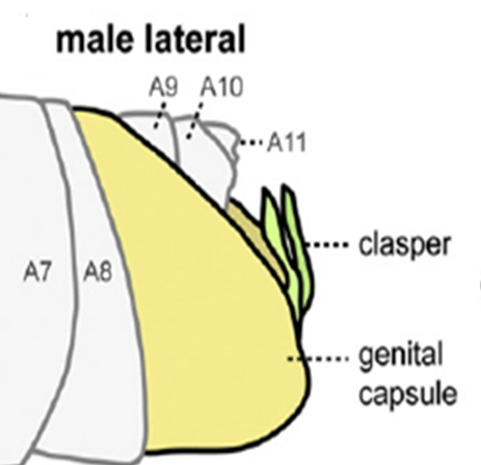 male lateral
A9 A10
A11
clasper
A7 A8
genital
capsule